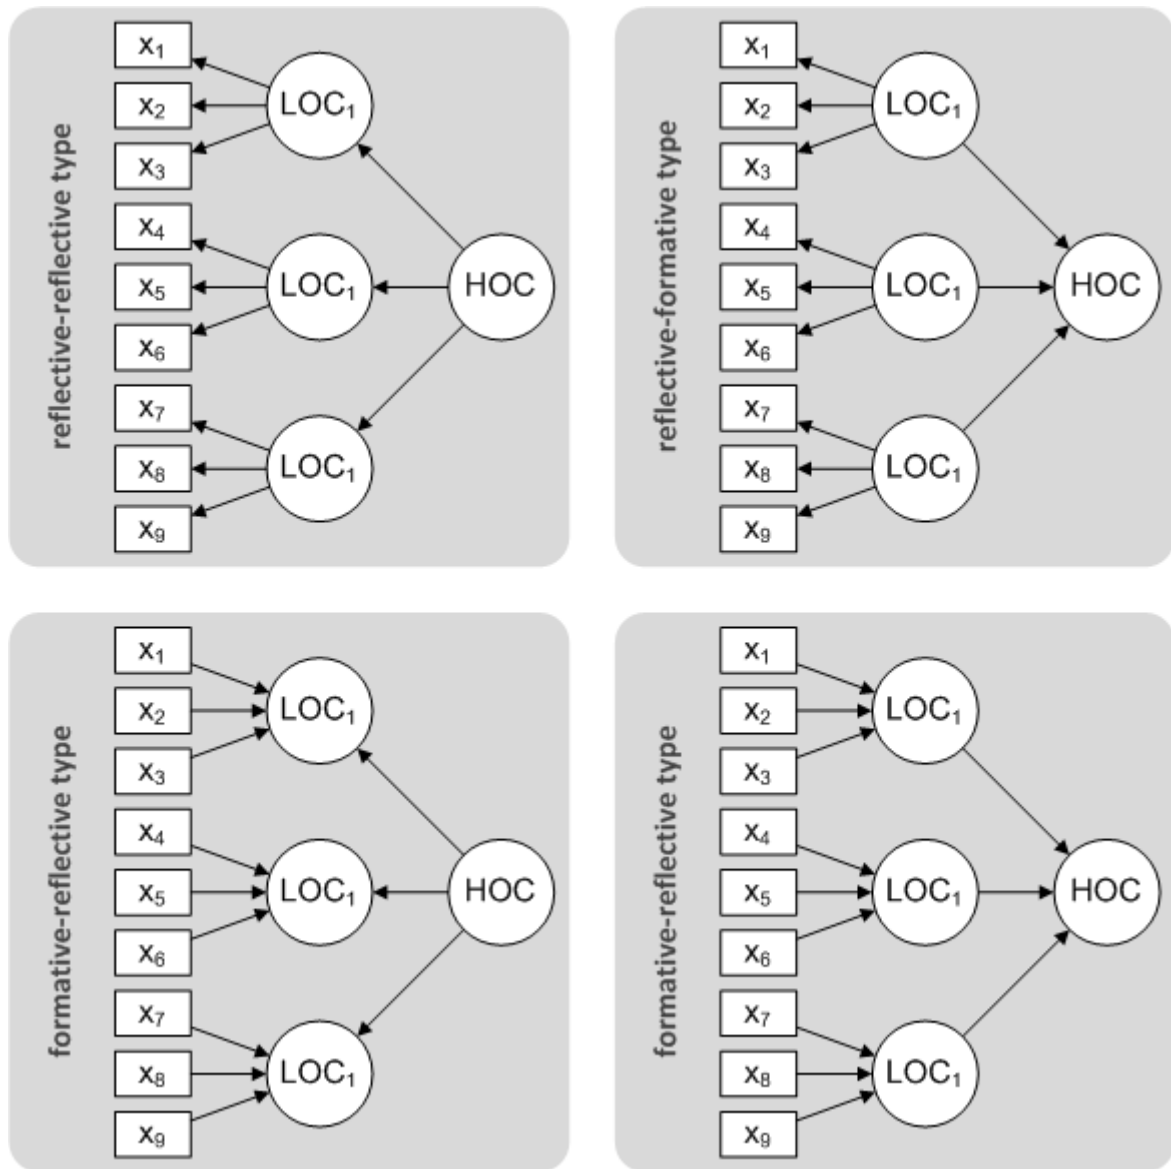 reflective-reflective type
x₁
x₂
x₃
x₄
x₅
x₆
x₇
x₈
x₉
LOC₁
LOC₁
LOC₁
HOC
reflective-formative type
x₁
x₂
x₃
x₄
x₅
x₆
x₇
x₈
x₉
LOC₁
LOC₁
LOC₁
HOC
formative-reflective type
x₁
x₂
x₃
x₄
x₅
x₆
x₇
x₈
x₉
LOC₁
LOC₁
LOC₁
HOC
formative-reflective type
x₁
x₂
x₃
x₄
x₅
x₆
x₇
x₈
x₉
LOC₁
LOC₁
LOC₁
HOC